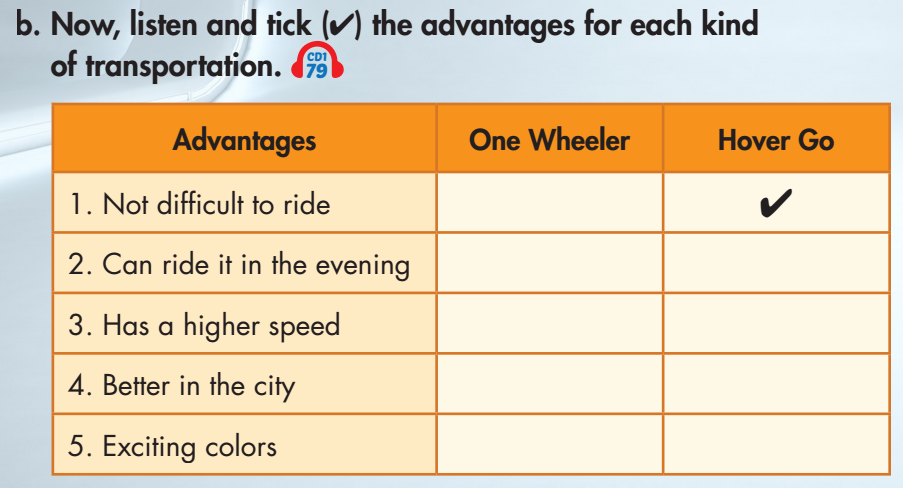 b. Now, listen and tick (✔) the advantages for each kind
of transportation. CD1 79
Advantages One Wheeler Hover Go
1. Not difficult to ride ✔
2. Can ride it in the evening
3. Has a higher speed
4. Better in the city
5. Exciting colors